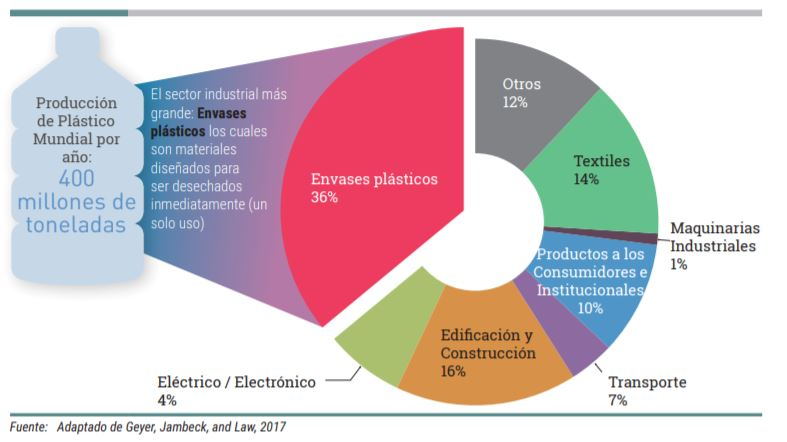 Producción
de Plástico
Mundial por
año:
400
millones de
toneladas
El sector industrial más
grande: Envases
plásticos los cuales
son materiales
diseñados para
ser desechados
inmediatamente (un
solo uso)
Envases plásticos
36%
Otros
12%
Textiles
14%
Maquinarias
Industriales
1%
Productos a los
Consumidores e
Institucionales
10%
Transporte
7%
Edificación y
Construcción
16%
Eléctrico / Electrónico
4%
Fuente: Adaptado de Geyer, Jambeck, and Law, 2017